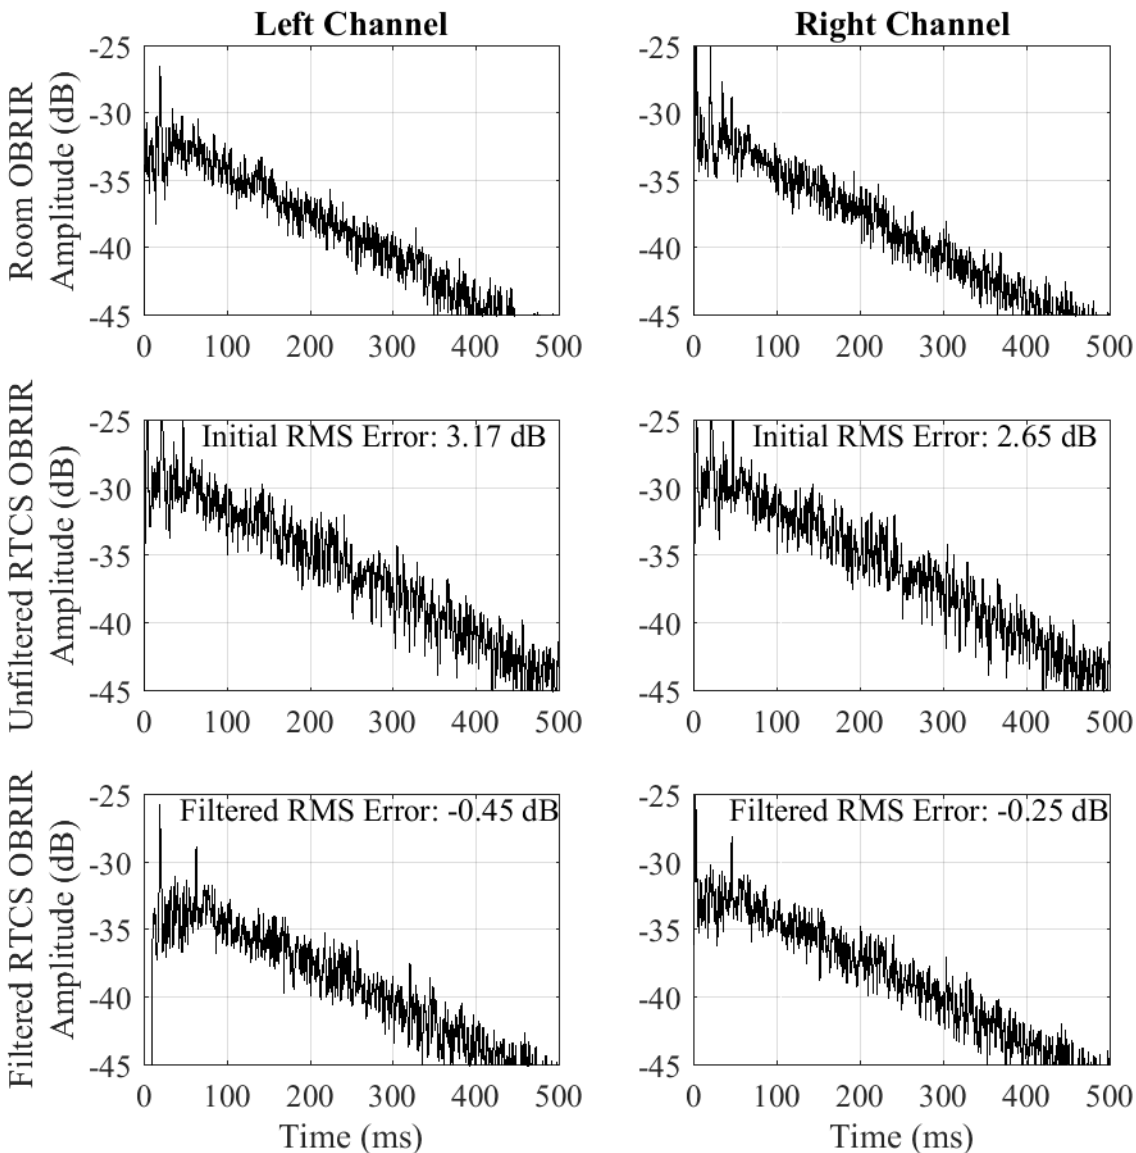 Left Channel
Right Channel
Room OBRIR
Amplitude (dB)
-25
-30
-35
-40
-45
0 100 200 300 400 500
-25
-30
-35
-40
-45
0 100 200 300 400 500
Unfiltered RTCS OBRIR
Amplitude (dB)
Initial RMS Error: 3.17 dB
-25
-30
-35
-40
-45
0 100 200 300 400 500
Initial RMS Error: 2.65 dB
-25
-30
-35
-40
-45
0 100 200 300 400 500
Filtered RTCS OBRIR
Amplitude (dB)
Filtered RMS Error: -0.45 dB
-25
-30
-35
-40
-45
0 100 200 300 400 500
Time (ms)
Filtered RMS Error: -0.25 dB
-25
-30
-35
-40
-45
0 100 200 300 400 500
Time (ms)